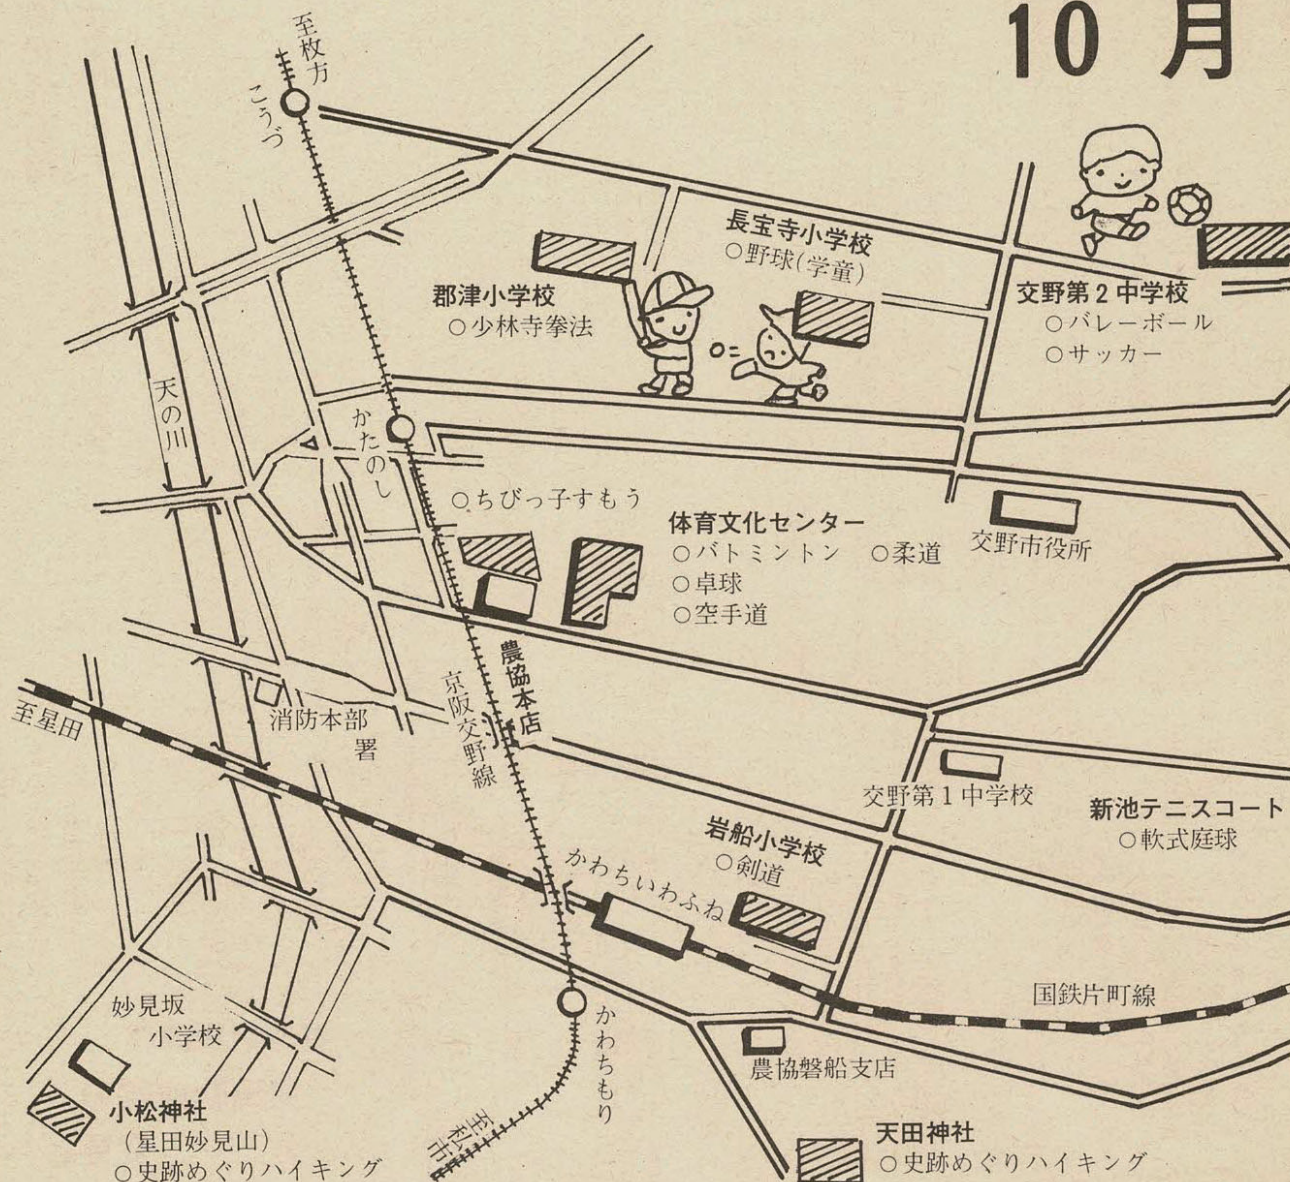 10月
至枚方
こうづ
長宝寺小学校
○野球(学童)
郡津小学校
○少林寺拳法
交野第2中学校
○バレーボール
○サッカー
天の川
かたのし
○ちびっ子すもう
体育文化センター
○バトミントン ○柔道
○卓球
○空手道
交野市役所
農協本店
京阪交野線
至星田
消防本部
署
交野第1中学校
新池テニスコート
○軟式庭球
岩船小学校
○剣道
かわちいわふね
国鉄片町線
妙見坂
小学校
かわちもり
農協磐船支店
至私市
小松神社
(星田妙見山)
○史跡めぐりハイキング
天田神社
○史跡めぐりハイキング